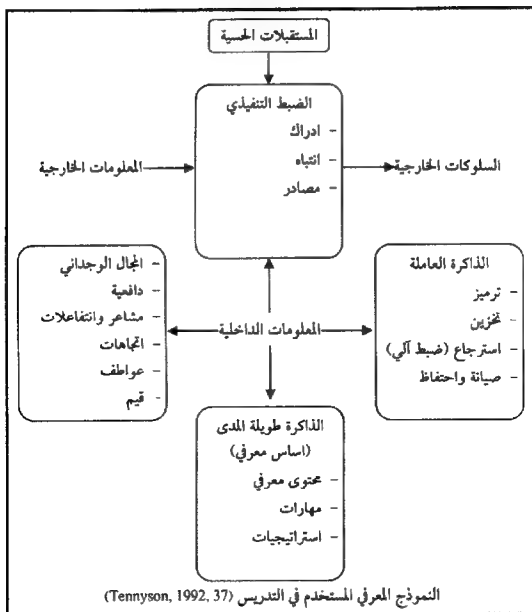 المستقبلات الحسية
الضبط التنفيذي
- ادراك
- انتباه
- مصادر
السلوكات الخارجية
المعلومات الخارجية
الذاكرة العاملة
- ترميز
- تخزين
- استرجاع (ضبط آلي)
- صيانة واحتفاظ
المعلومات الداخلية
المجال الوجداني -
دافعية -
مشاعر وانتفاعلات -
اتجاهات -
عواطف -
قيم -
الذاكرة طويلة المدى
(اساس معرفي)
- محتوى معرفي
- مهارات
- استراتيجيات
النموذج المعرفي المستخدم في التدريس (Tennyson, 1992, 37)